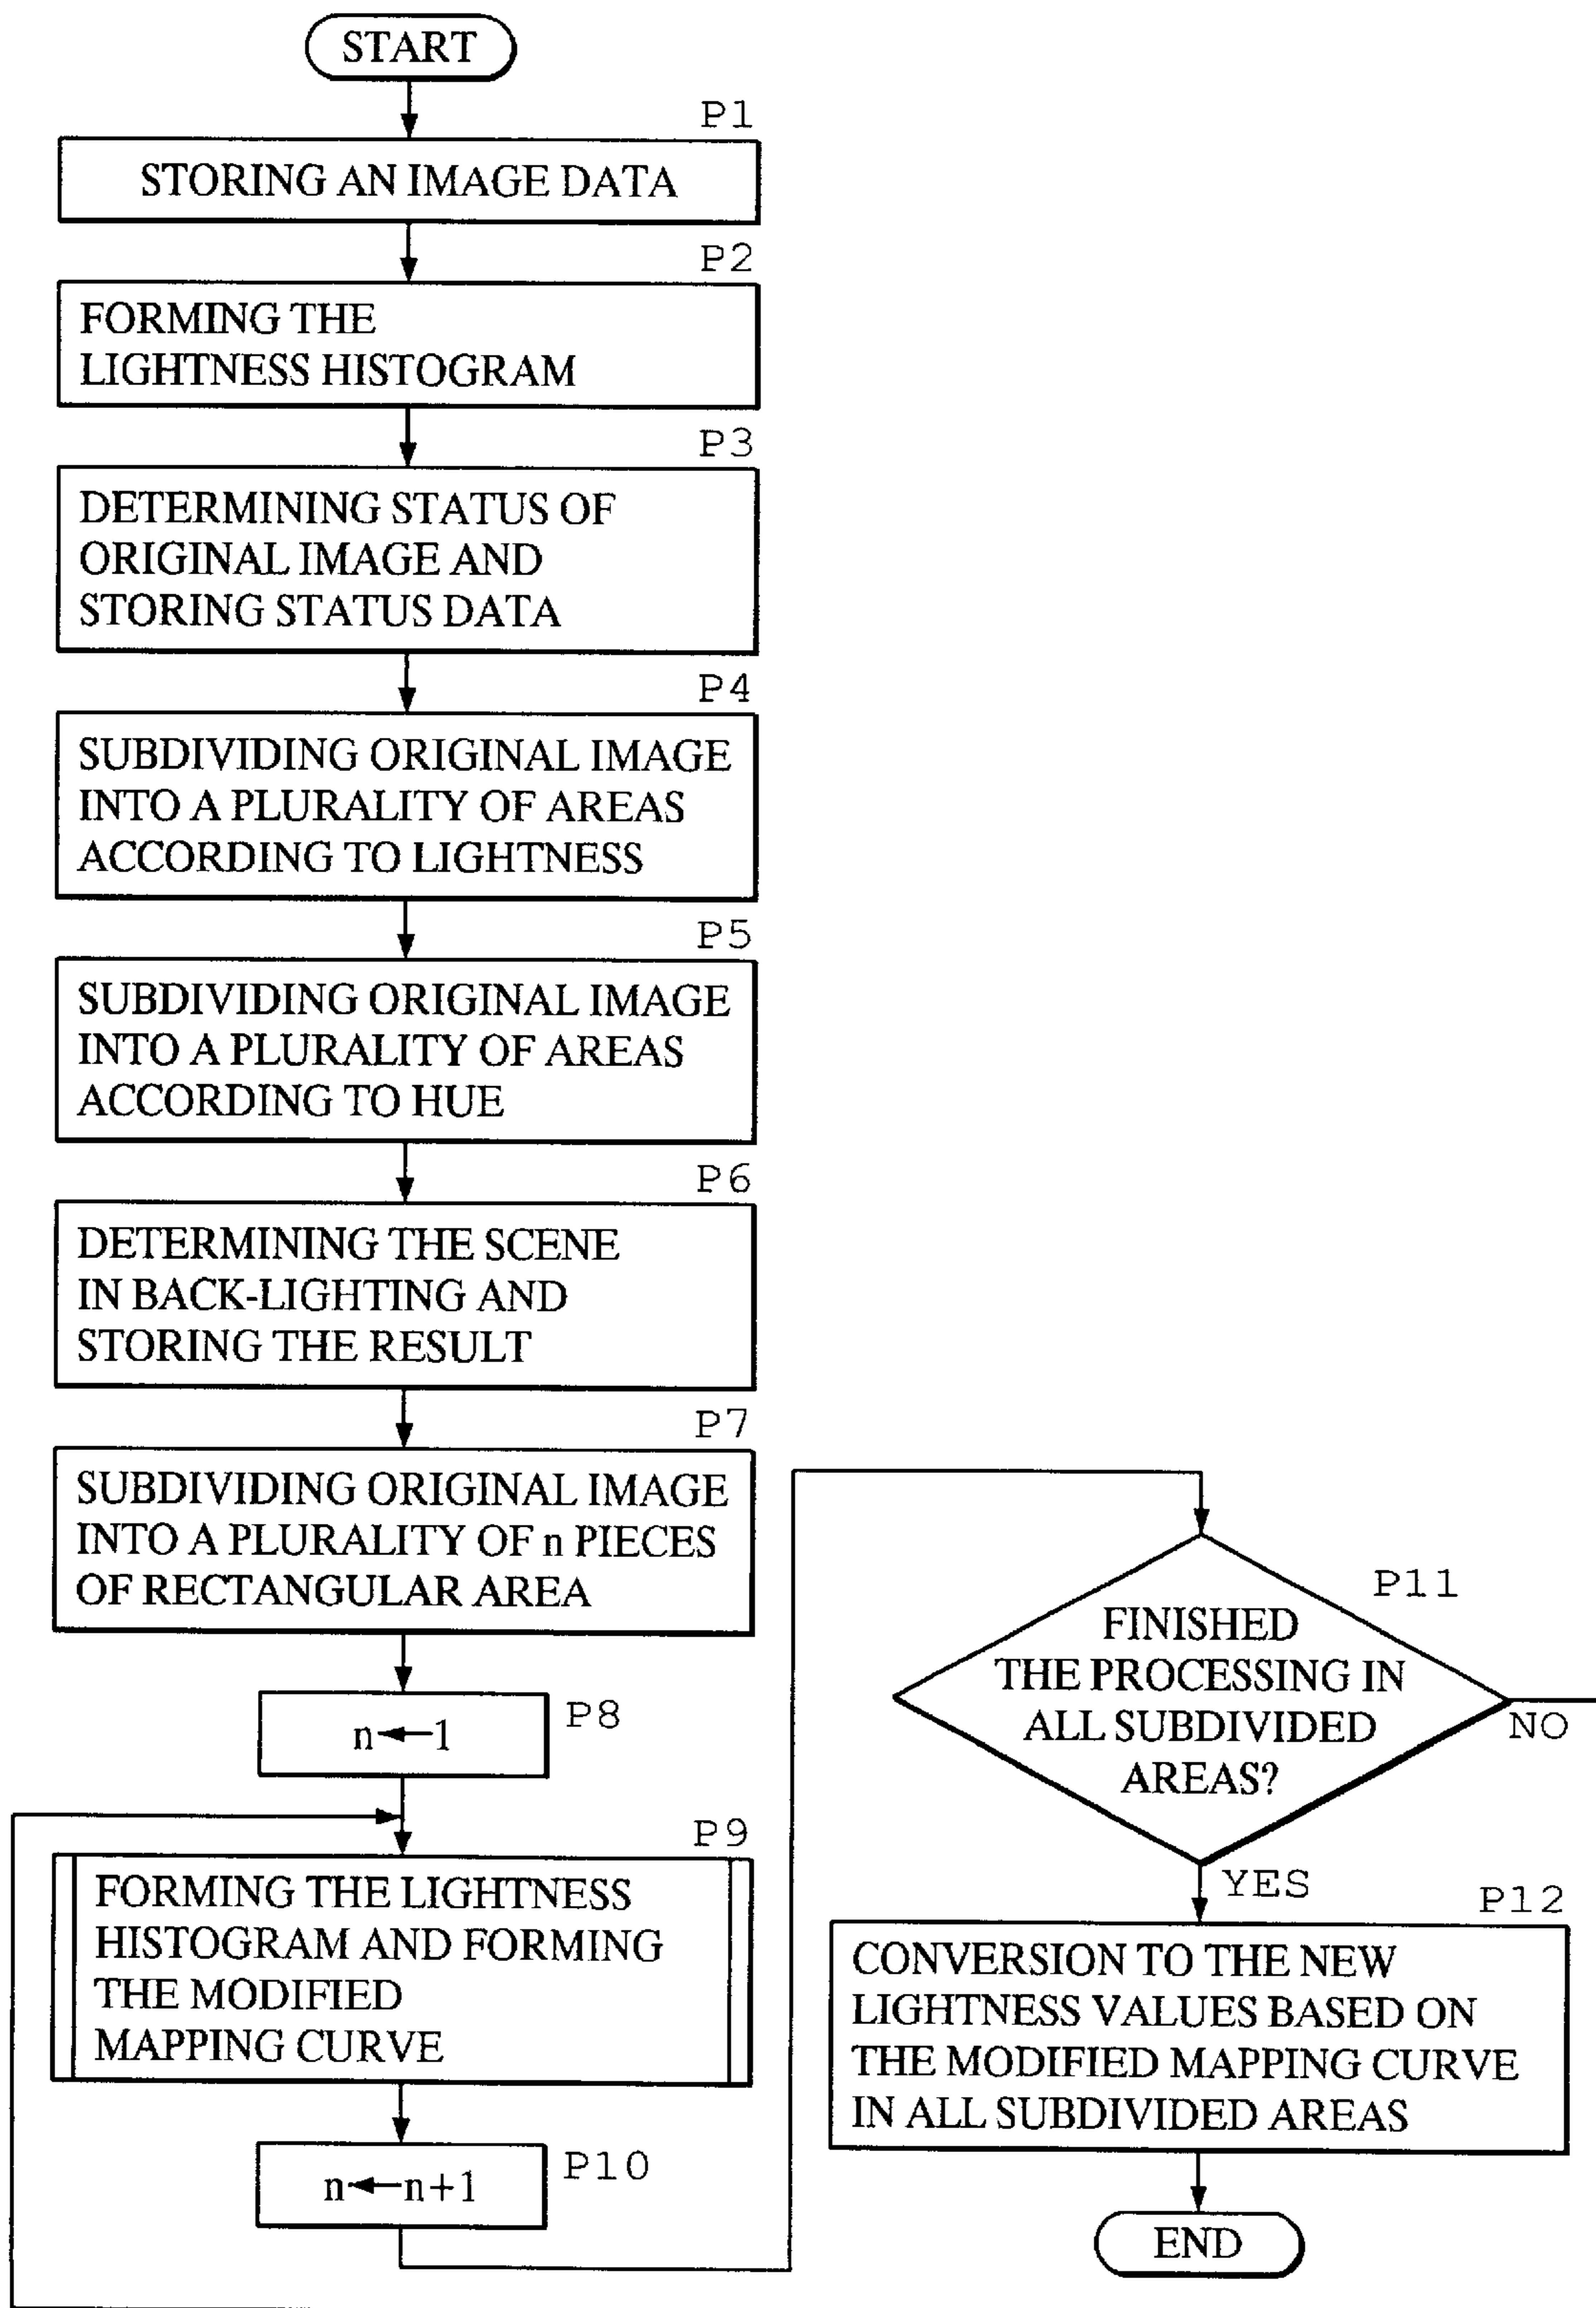 START
P1
STORING AN IMAGE DATA
P2
FORMING THE
LIGHTNESS HISTOGRAM
P3
DETERMINING STATUS OF
ORIGINAL IMAGE AND
STORING STATUS DATA
P4
SUBDIVIDING ORIGINAL IMAGE
INTO A PLURALITY OF AREAS
ACCORDING TO LIGHTNESS
P5
SUBDIVIDING ORIGINAL IMAGE
INTO A PLURALITY OF AREAS
ACCORDING TO HUE
P6
DETERMINING THE SCENE
IN BACK-LIGHTING AND
STORING THE RESULT
P7
SUBDIVIDING ORIGINAL IMAGE
INTO A PLURALITY OF n PIECES
OF RECTANGULAR AREA
P8
n←1
P9
FORMING THE LIGHTNESS
HISTOGRAM AND FORMING
THE MODIFIED
MAPPING CURVE
P10
n←n+1
P11
FINISHED
THE PROCESSING IN
ALL SUBDIVIDED
AREAS?
NO
YES
P12
CONVERSION TO THE NEW
LIGHTNESS VALUES BASED ON
THE MODIFIED MAPPING CURVE
IN ALL SUBDIVIDED AREAS
END